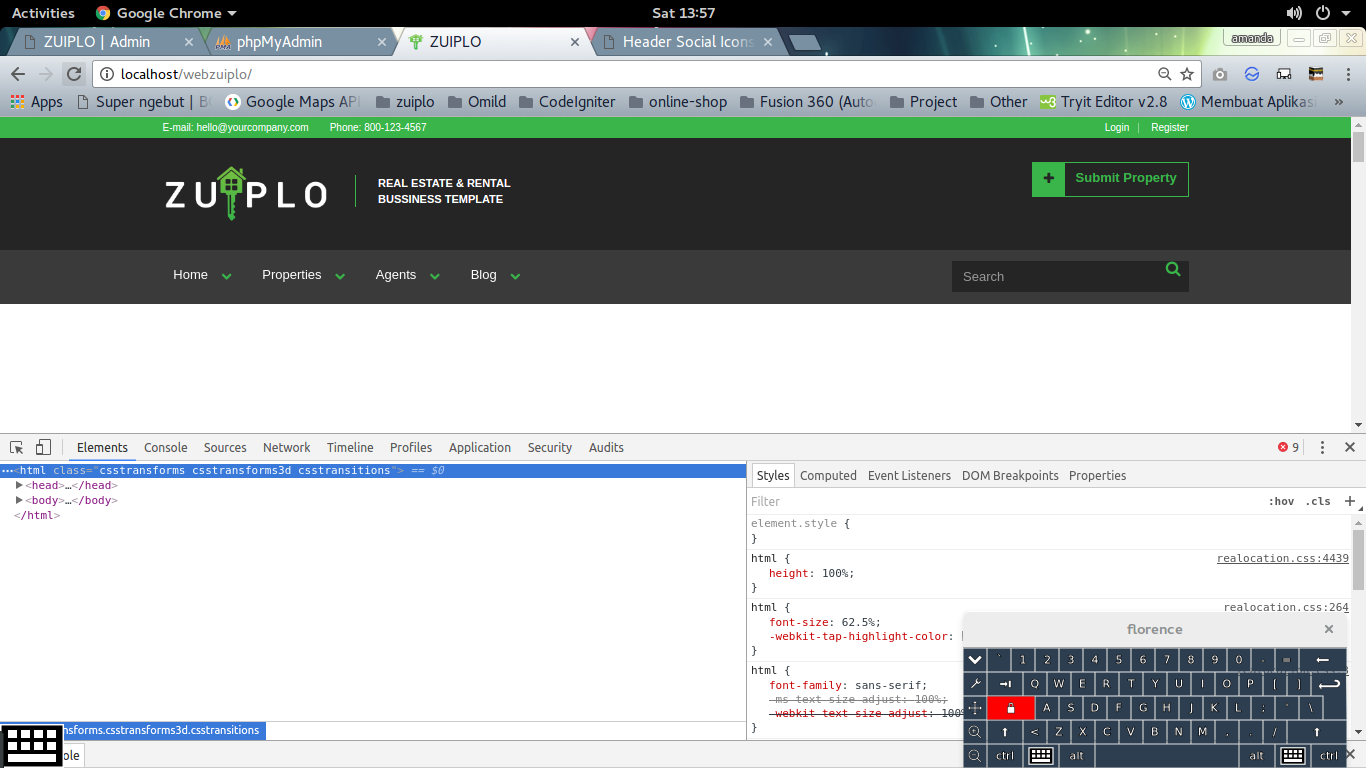 Activities Google Chrome Sat 13:57
ZUIPLO | Admin phpMyAdmin ZUIPLO Header Social Icons amanda
localhost/webzuiplo/
Apps Super ngebut | Google Maps AP zuiplo Omild CodeIgniter online-shop Fusion 360 (Auto Project Other Tryit Editor v2.8 Membuat Aplikas »
E-mail: hello@yourcompany.com Phone: 800-123-4567 Login | Register
ZUIPLO
REAL ESTATE & RENTAL
BUSSINESS TEMPLATE
+ Submit Property
Home Properties Agents Blog Search
Elements Console Sources Network Timeline Profiles Application Security Audits 9
…<html class="csstransforms csstransforms3d csstransitions"> == $0
<head>…</head>
<body>…</body>
</html>
nsforms.csstransforms3d.csstransitions
ole
Styles Computed Event Listeners DOM Breakpoints Properties
Filter :hov .cls +
element.style {
}
html { realocation.css:4439
height: 100%;
}
html { realocation.css:264
font-size: 62.5%;
-webkit-tap-highlight-color:
}
html {
font-family: sans-serif;
-ms-text-size-adjust: 100%;
-webkit-text-size-adjust: 100%
}
florence
` 1 2 3 4 5 6 7 8 9 0 - =
Q W E R T Y U I O P [ ]
A S D F G H J K L ; ' \
< Z X C V B N M , . /
ctrl alt alt ctrl